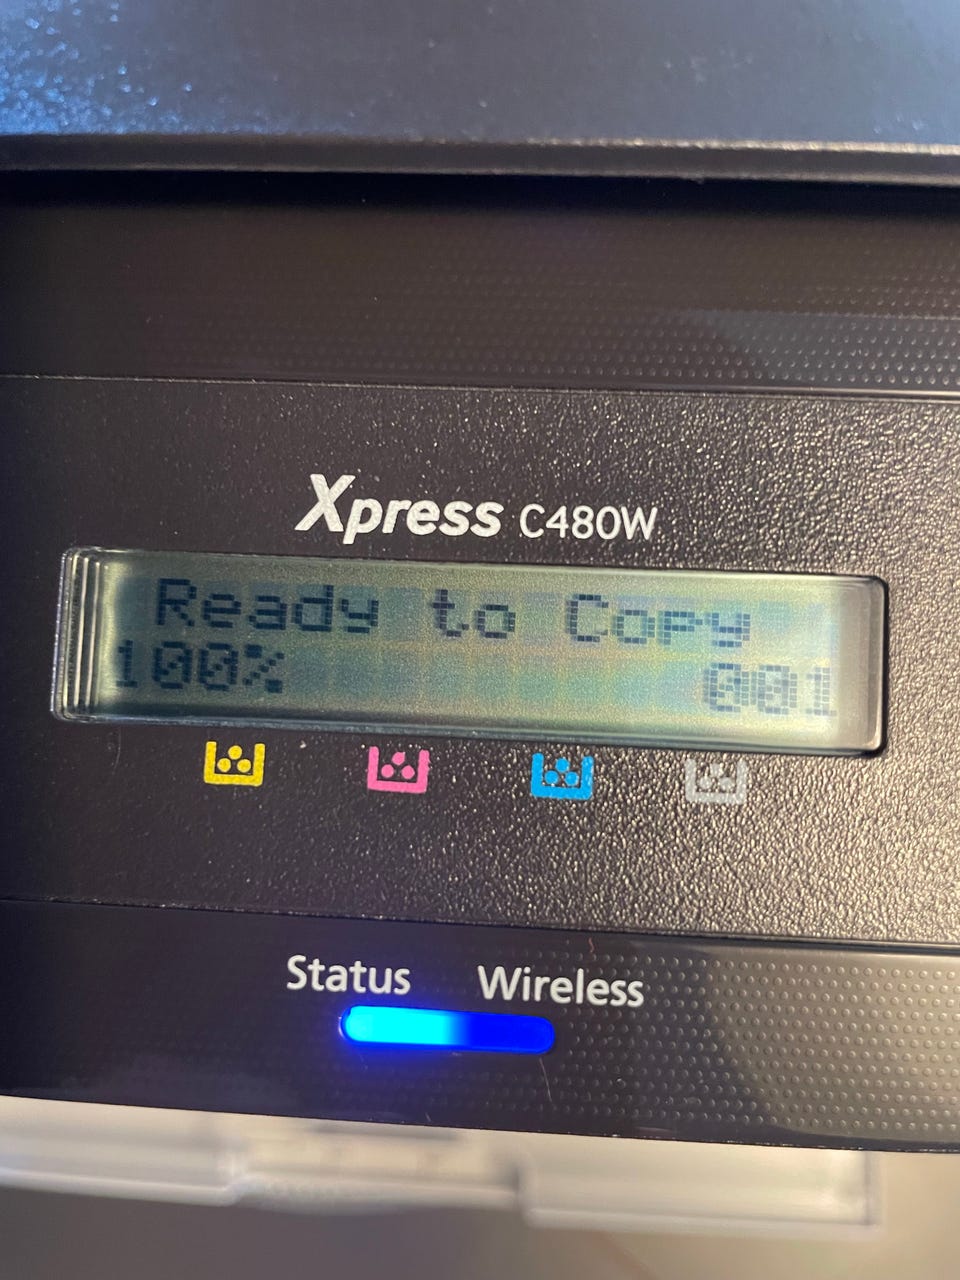 Xpress C480W
Ready to Copy
100% 001
Status Wireless